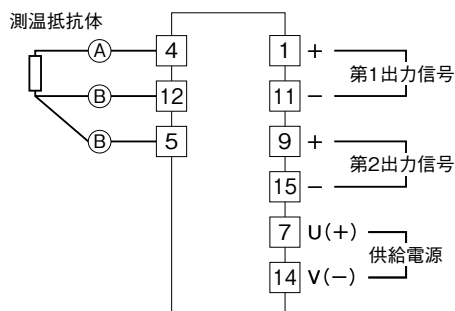 測温抵抗体
A 4
B 12
B 5
1 +
第1出力信号
11 −
9 +
第2出力信号
15 −
7 U(+)
供給電源
14 V(−)